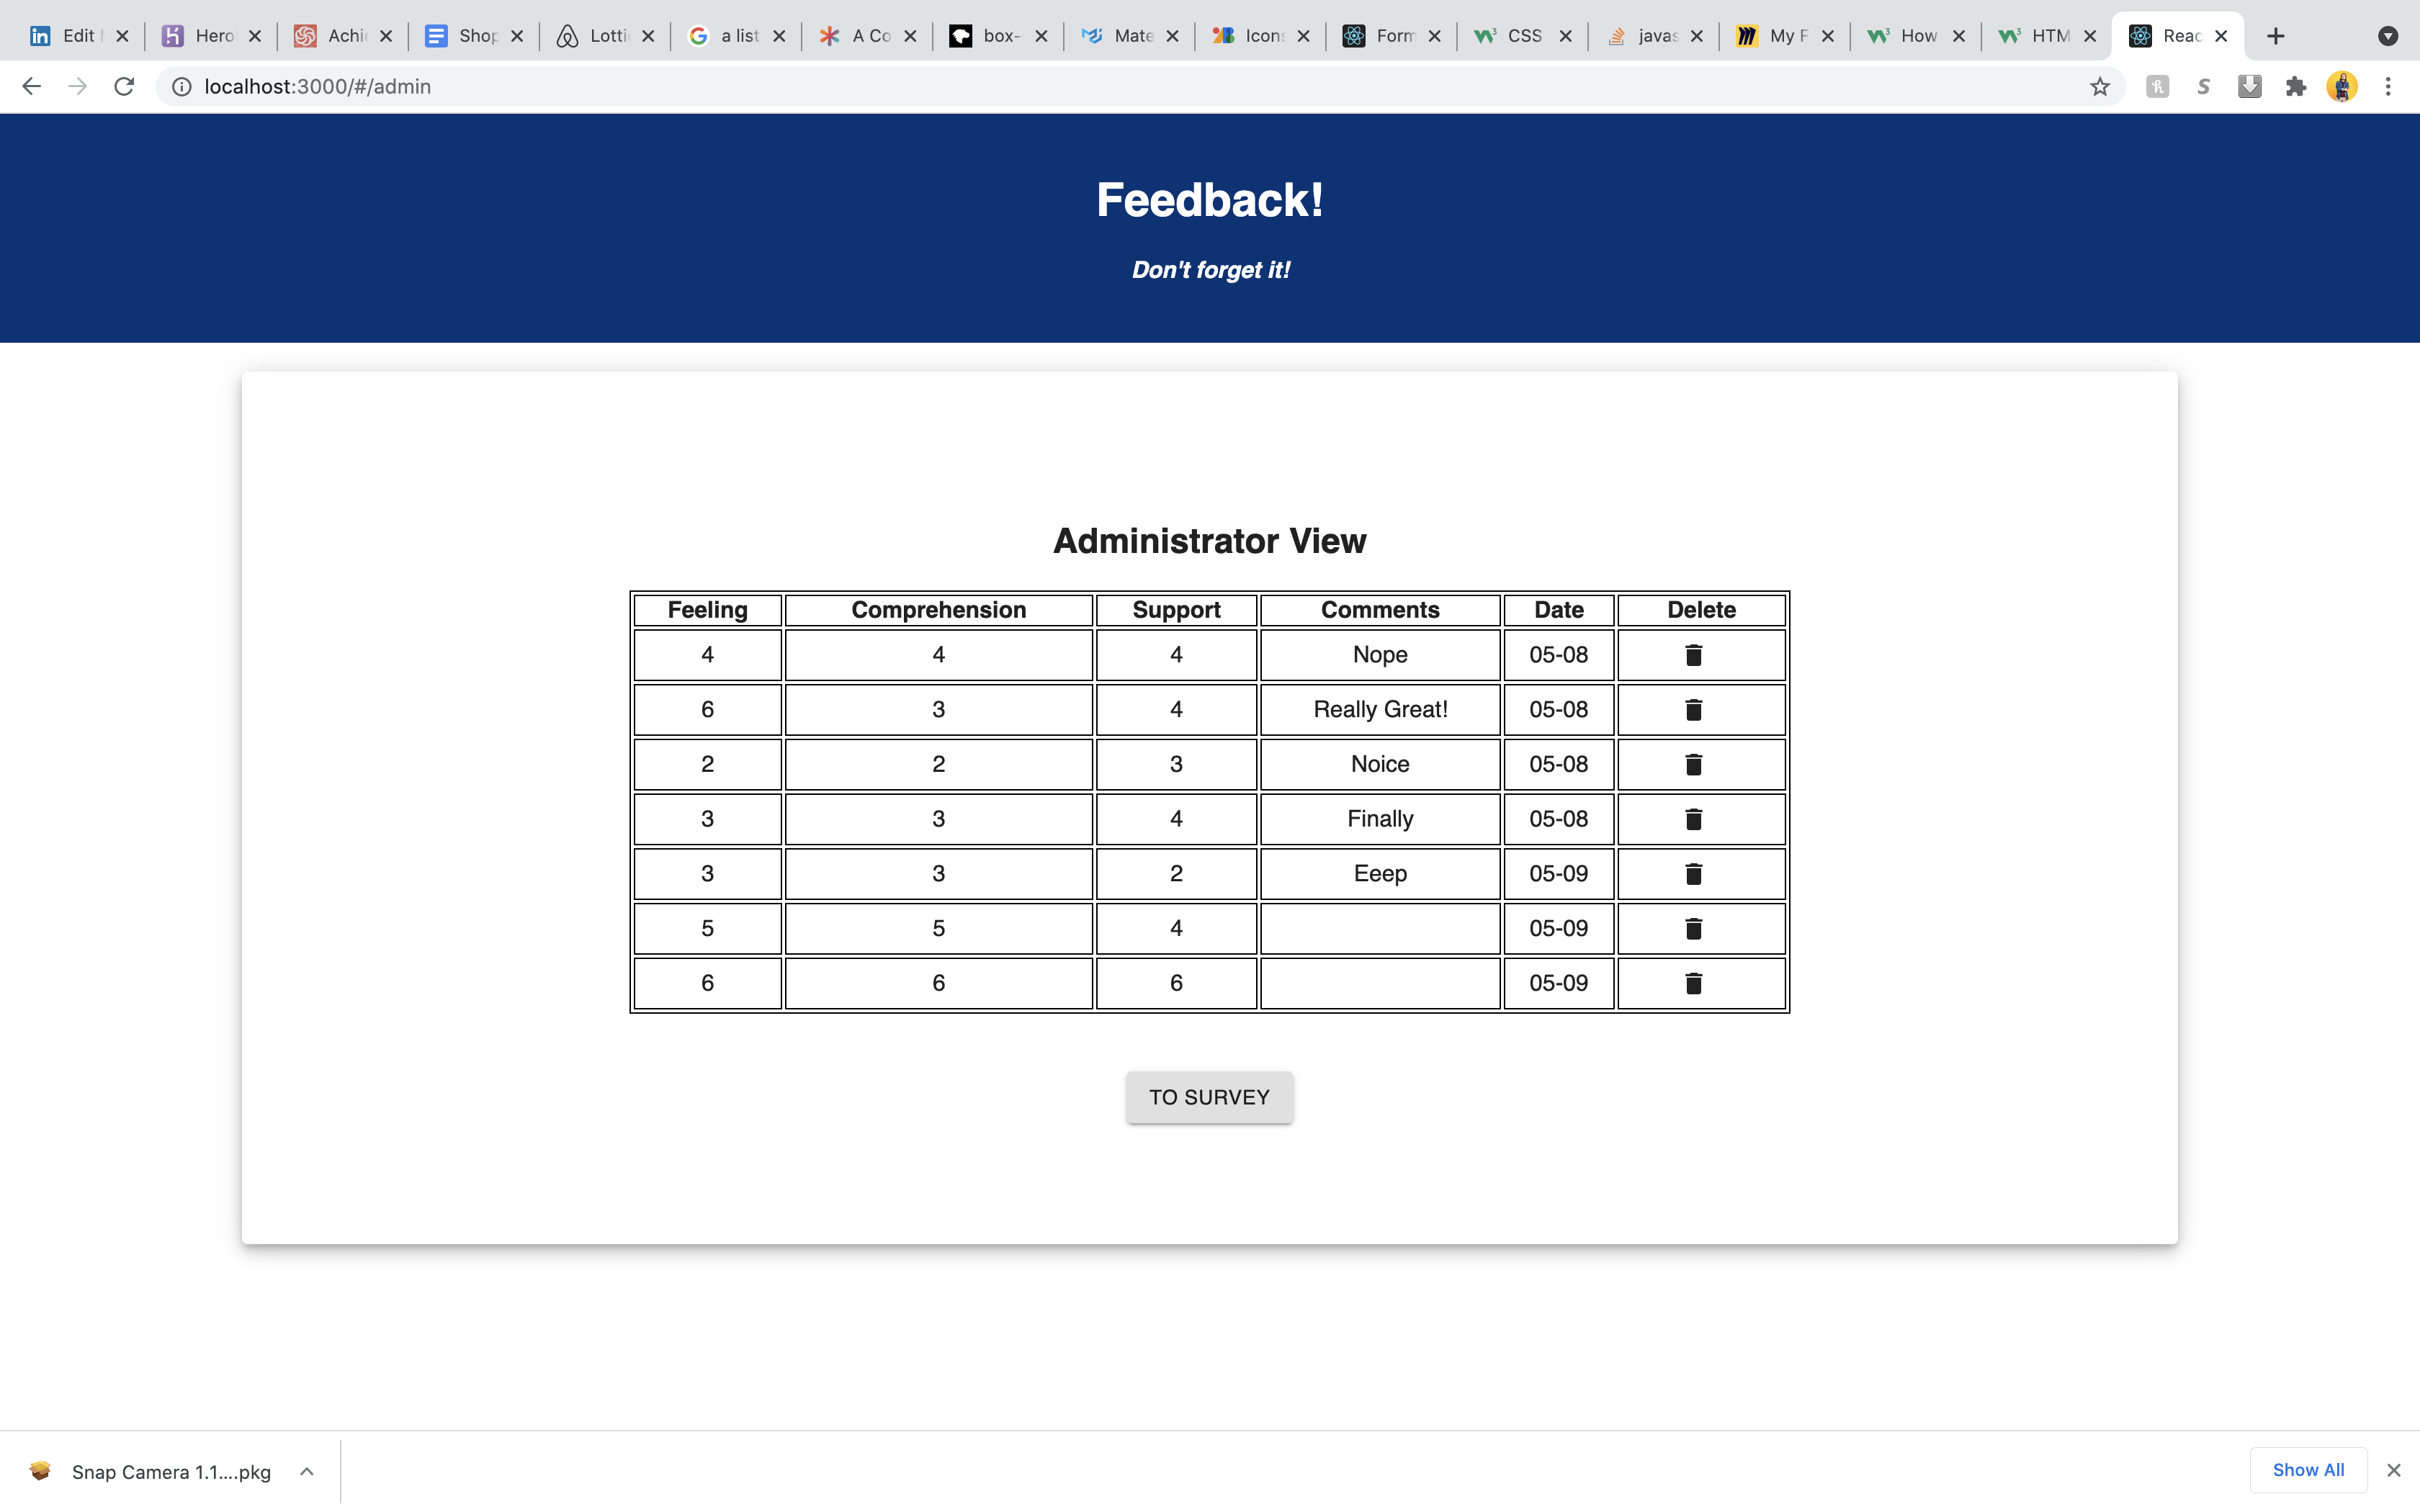 Edit Hero Achi Shop Lotti a list A Co box- Mate Icons Form CSS javas My F How HTM Reac
localhost:3000/#/admin
Feedback!
Don't forget it!
Administrator View
Feeling Comprehension Support Comments Date Delete
4 4 4 Nope 05-08
6 3 4 Really Great! 05-08
2 2 3 Noice 05-08
3 3 4 Finally 05-08
3 3 2 Eeep 05-09
5 5 4 05-09
6 6 6 05-09
TO SURVEY
Snap Camera 1.1....pkg Show All